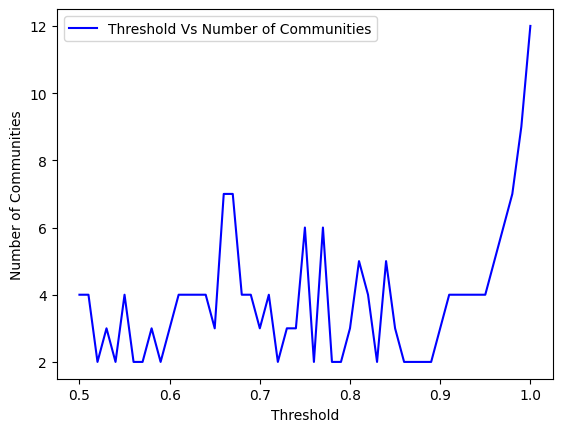 Threshold Vs Number of Communities
Number of Communities
12
10
8
6
4
2
0.5 0.6 0.7 0.8 0.9 1.0
Threshold